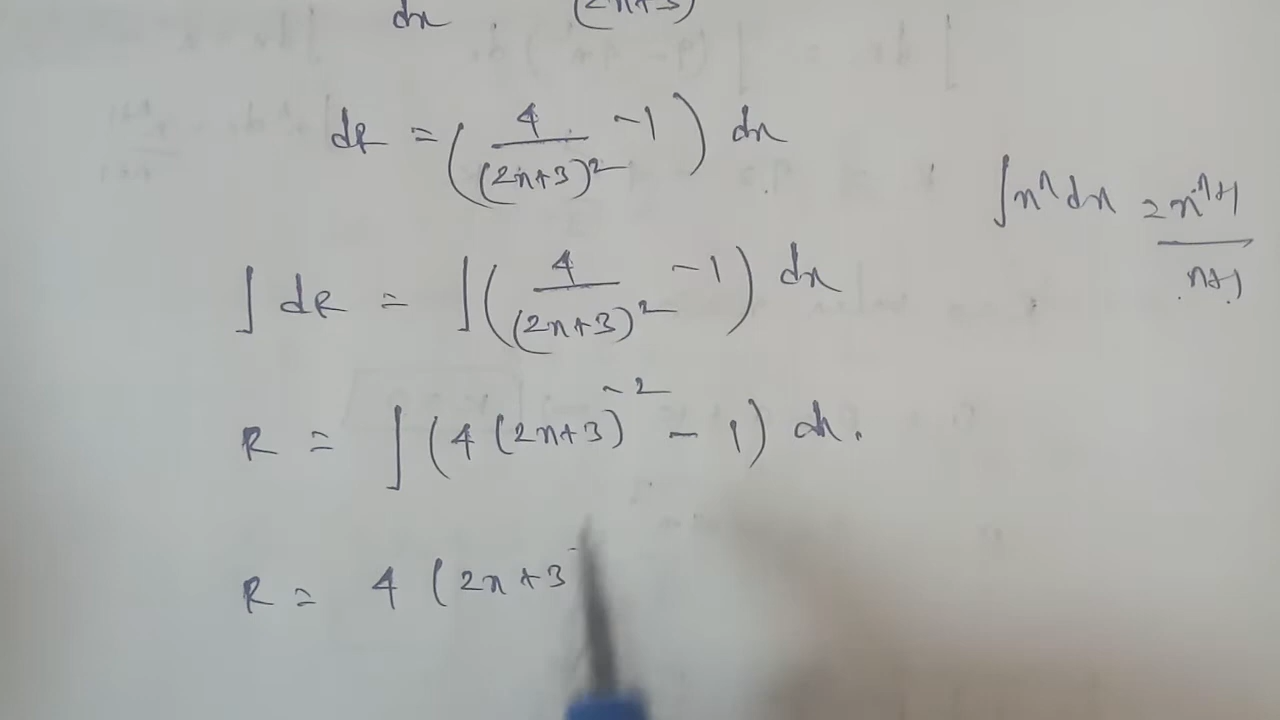 dx (2x+3)
dR = (4/(2x+3)² -1) dx
∫xⁿdx = xⁿ⁺¹/n+1
∫dR = ∫(4/(2x+3)² -1) dx
R = ∫(4(2x+3)⁻² - 1) dx.
R = 4 (2x+3